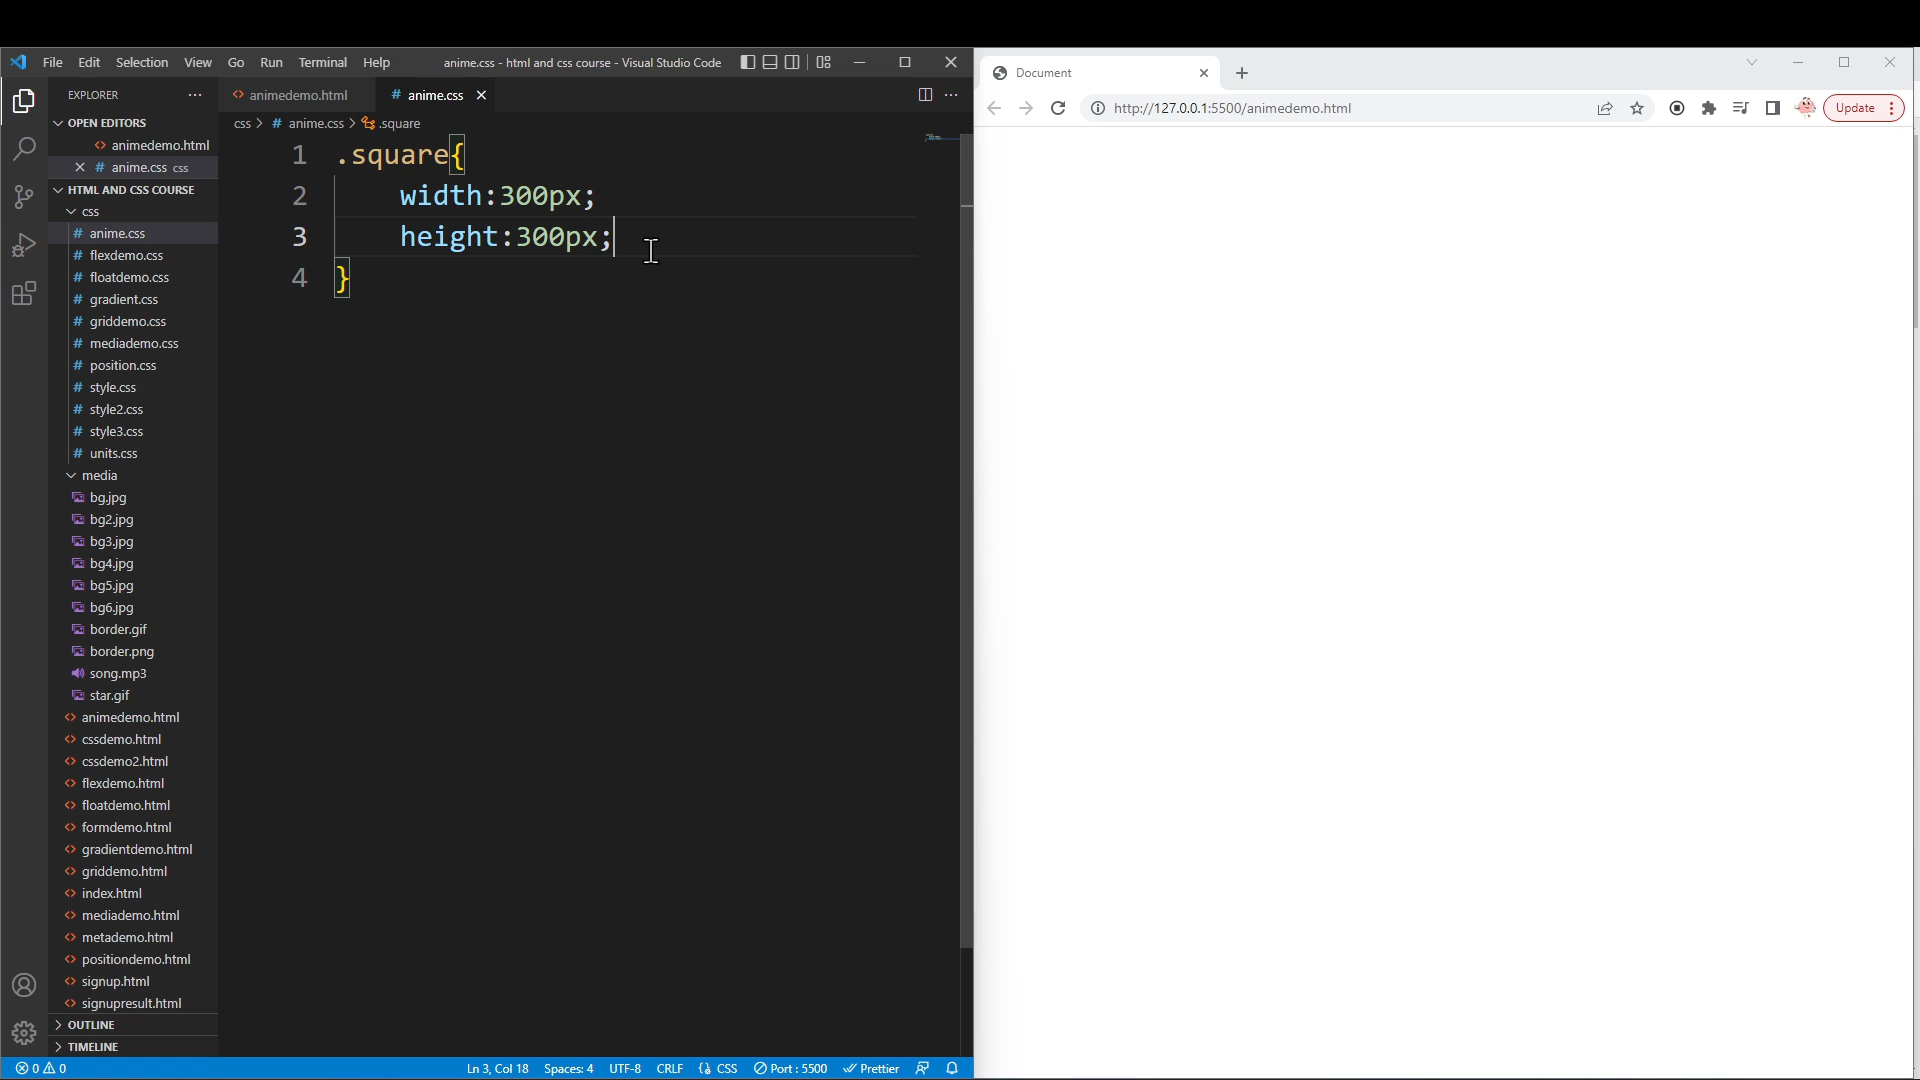 File Edit Selection View Go Run Terminal Help anime.css - html and css course - Visual Studio Code
EXPLORER
OPEN EDITORS
animedemo.html
anime.css css
HTML AND CSS COURSE
css
anime.css
flexdemo.css
floatdemo.css
gradient.css
griddemo.css
mediademo.css
position.css
style.css
style2.css
style3.css
units.css
media
bg.jpg
bg2.jpg
bg3.jpg
bg4.jpg
bg5.jpg
bg6.jpg
border.gif
border.png
song.mp3
star.gif
animedemo.html
cssdemo.html
cssdemo2.html
flexdemo.html
floatdemo.html
formdemo.html
gradientdemo.html
griddemo.html
index.html
mediademo.html
metademo.html
positiondemo.html
signup.html
signupresult.html
OUTLINE
TIMELINE
animedemo.html # anime.css
css > # anime.css > .square
1 .square{
2 width:300px;
3 height:300px;
4 }
0 0 Ln 3, Col 18 Spaces: 4 UTF-8 CRLF {} CSS Port : 5500 Prettier
Document
http://127.0.0.1:5500/animedemo.html Update